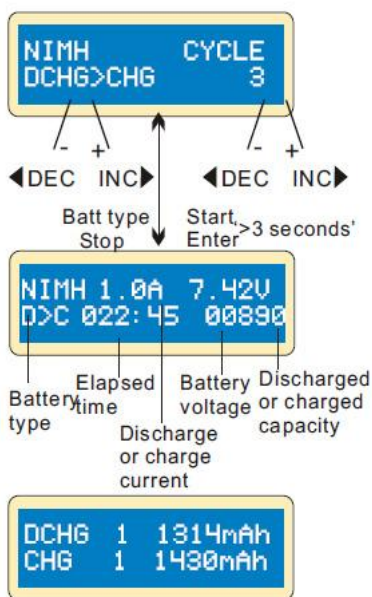 NIMH CYCLE
DCHG>CHG 3
- + - +
◀DEC INC▶ ◀DEC INC▶
Batt type
Stop
Start,
Enter '>3 seconds'
NIMH 1.0A 7.42V
D>C 022:45 00890
Battery
type
Elapsed
time
Discharge
or charge
current
Battery
voltage
Discharged
or charged
capacity
DCHG 1 1314mAh
CHG 1 1430mAh